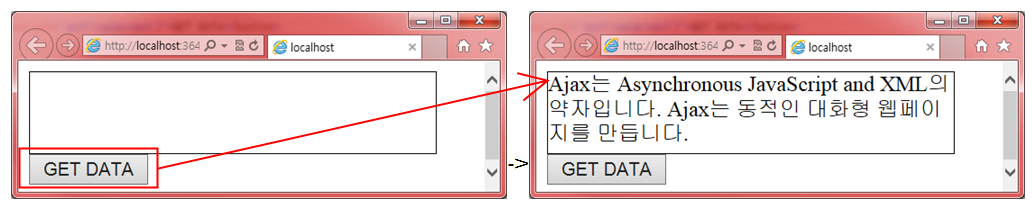 http://localhost:364
localhost
GET DATA
->
http://localhost:364
localhost
Ajax는 Asynchronous JavaScript and XML의
약자입니다. Ajax는 동적인 대화형 웹페이
지를 만듭니다.
GET DATA